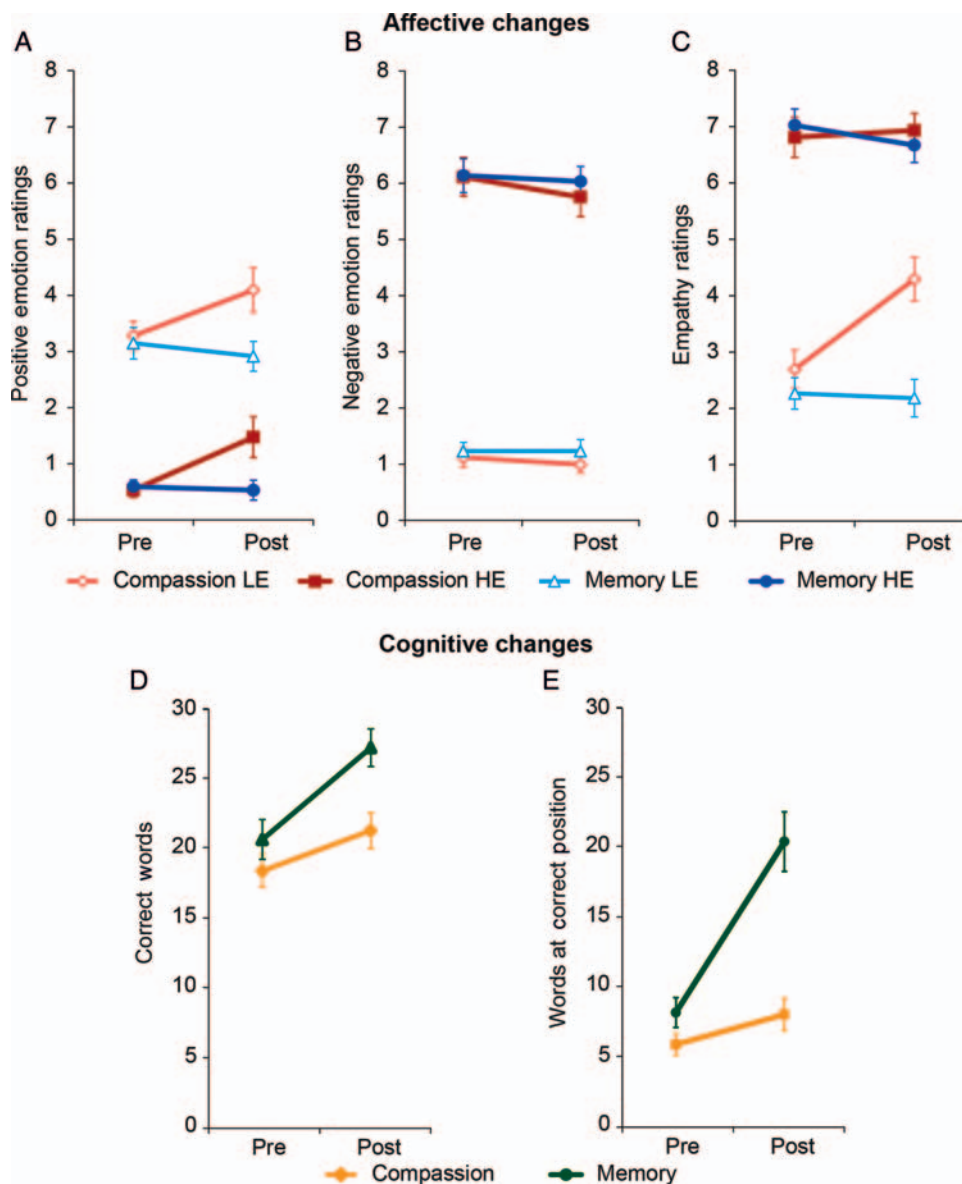 Affective changes
A
B
C
Positive emotion ratings
8
7
6
5
4
3
2
1
0
Pre
Post
Negative emotion ratings
8
7
6
5
4
3
2
1
0
Pre
Post
Empathy ratings
8
7
6
5
4
3
2
1
0
Pre
Post
Compassion LE
Compassion HE
Memory LE
Memory HE
Cognitive changes
D
E
Correct words
30
25
20
15
10
5
0
Pre
Post
Words at correct position
30
25
20
15
10
5
0
Pre
Post
Compassion
Memory